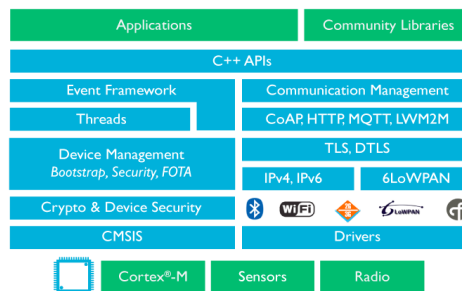 Applications
Community Libraries
C++ APIs
Event Framework
Communication Management
Threads
CoAP, HTTP, MQTT, LWM2M
Device Management
Bootstrap, Security, FOTA
TLS, DTLS
IPv4, IPv6
6LoWPAN
Crypto & Device Security
WiFi
6LoWPAN
CMSIS
Drivers
Cortex®-M
Sensors
Radio